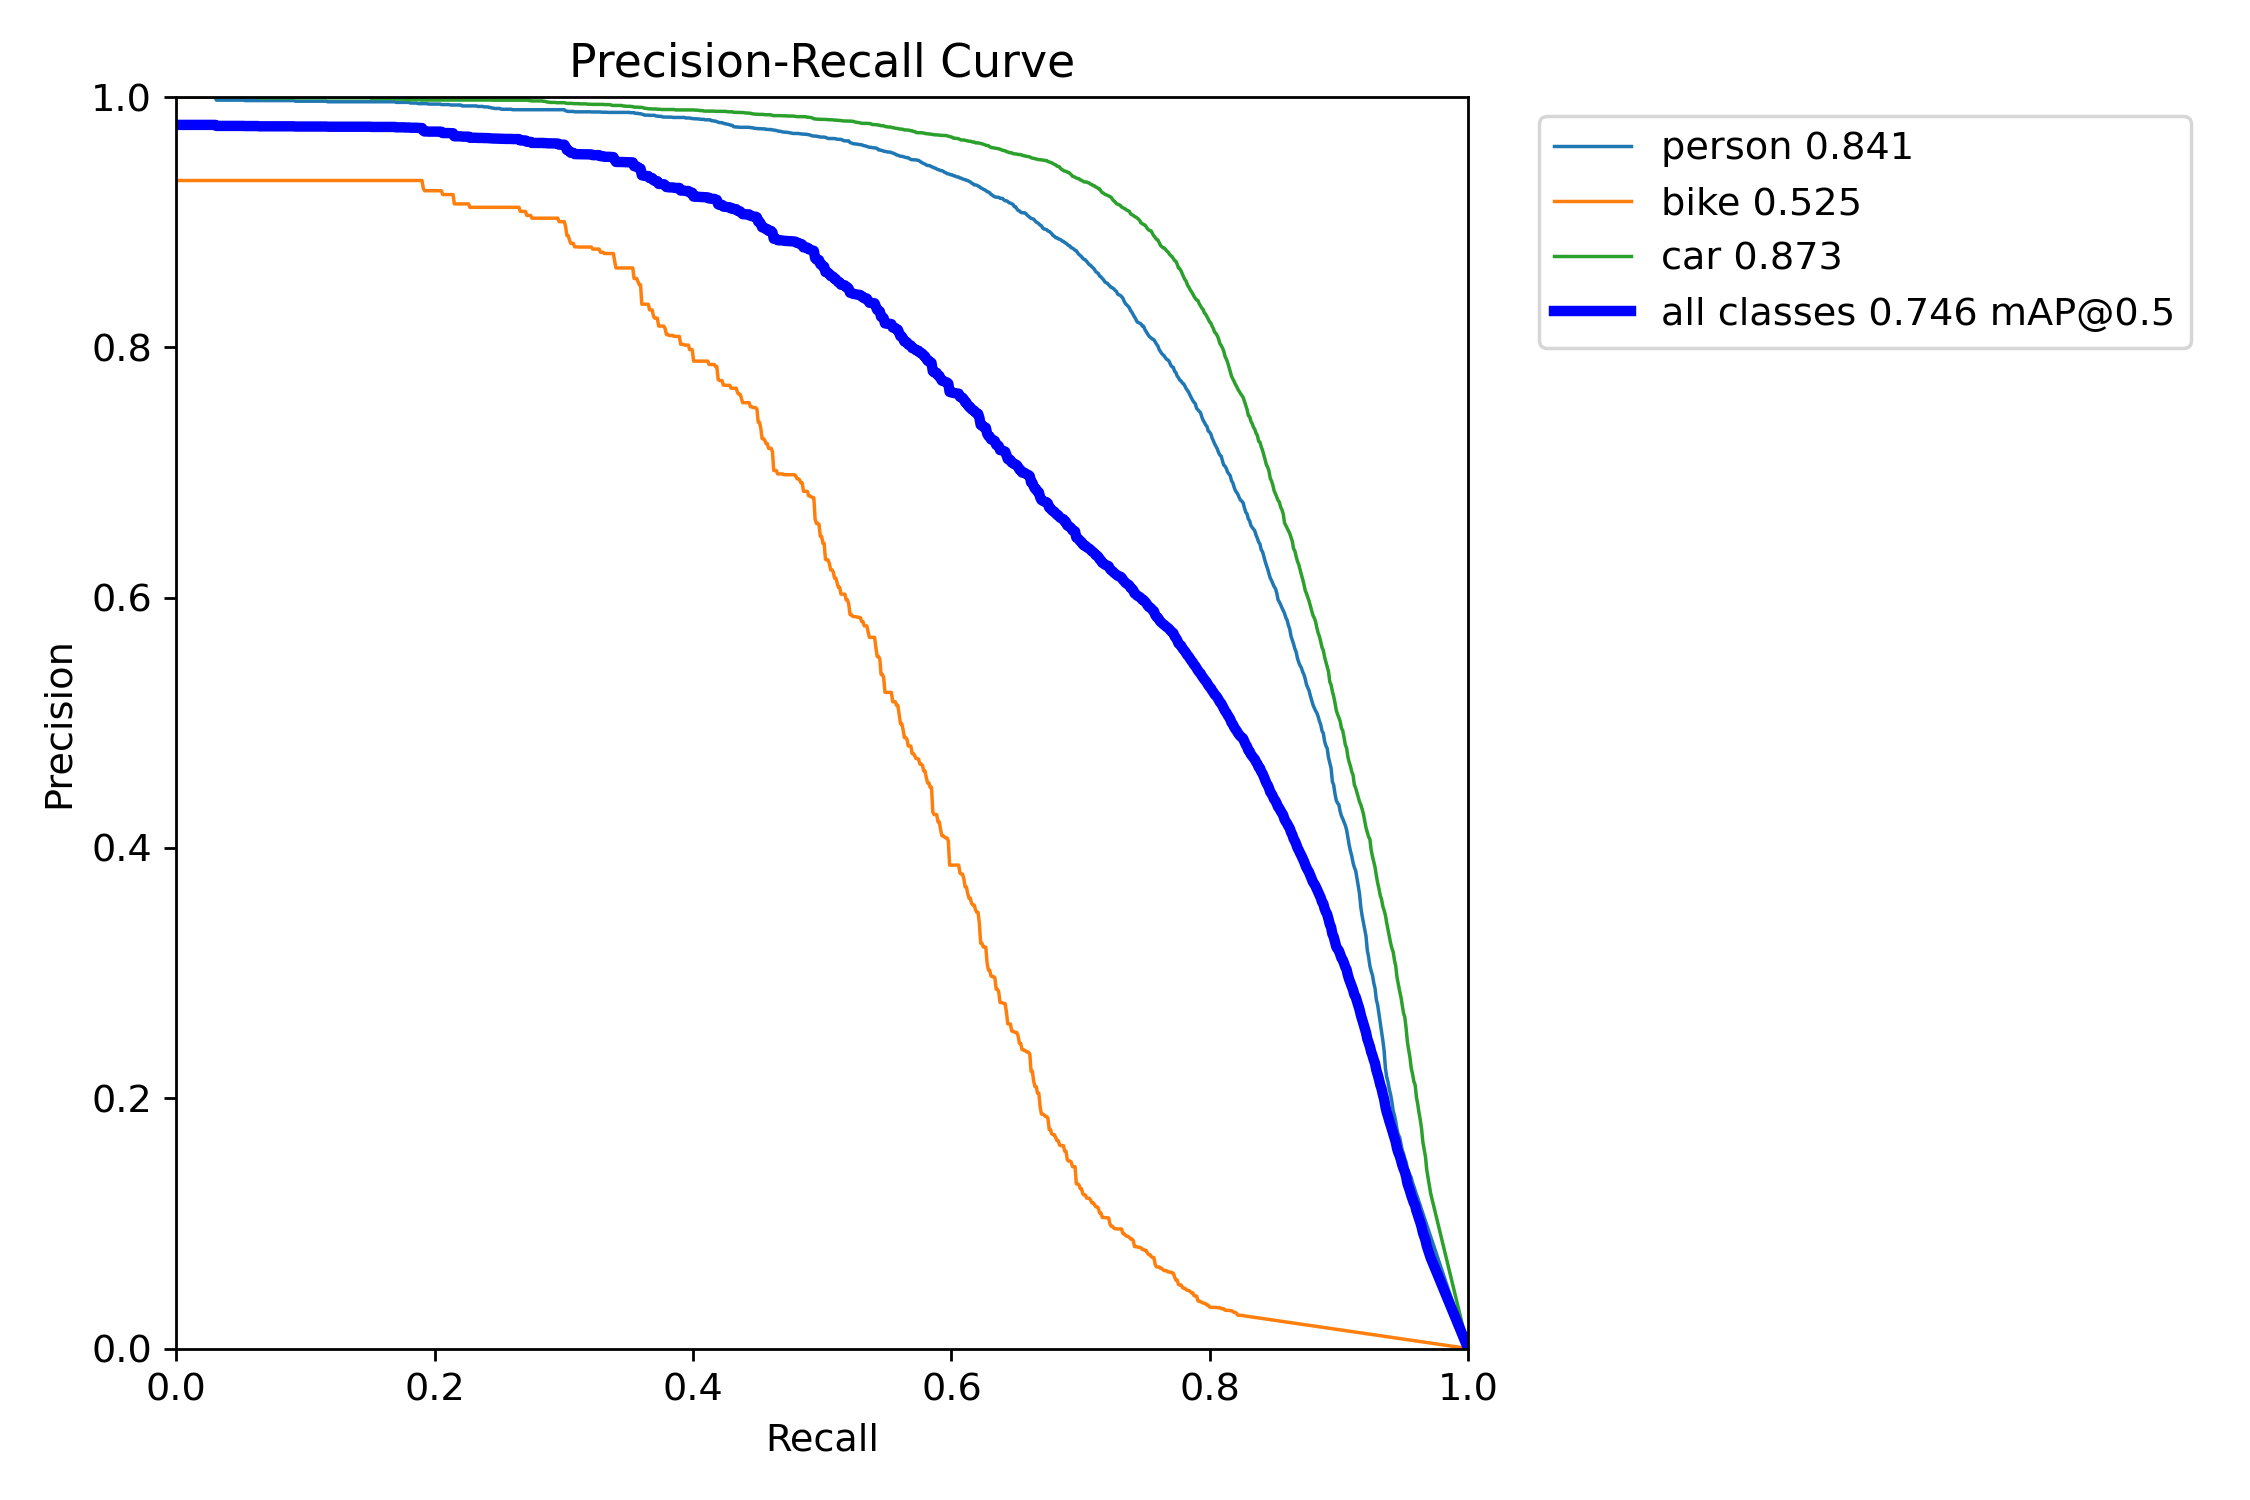 Precision-Recall Curve
person 0.841
bike 0.525
car 0.873
all classes 0.746 mAP@0.5
Precision
1.0
0.8
0.6
0.4
0.2
0.0
0.0 0.2 0.4 0.6 0.8 1.0
Recall